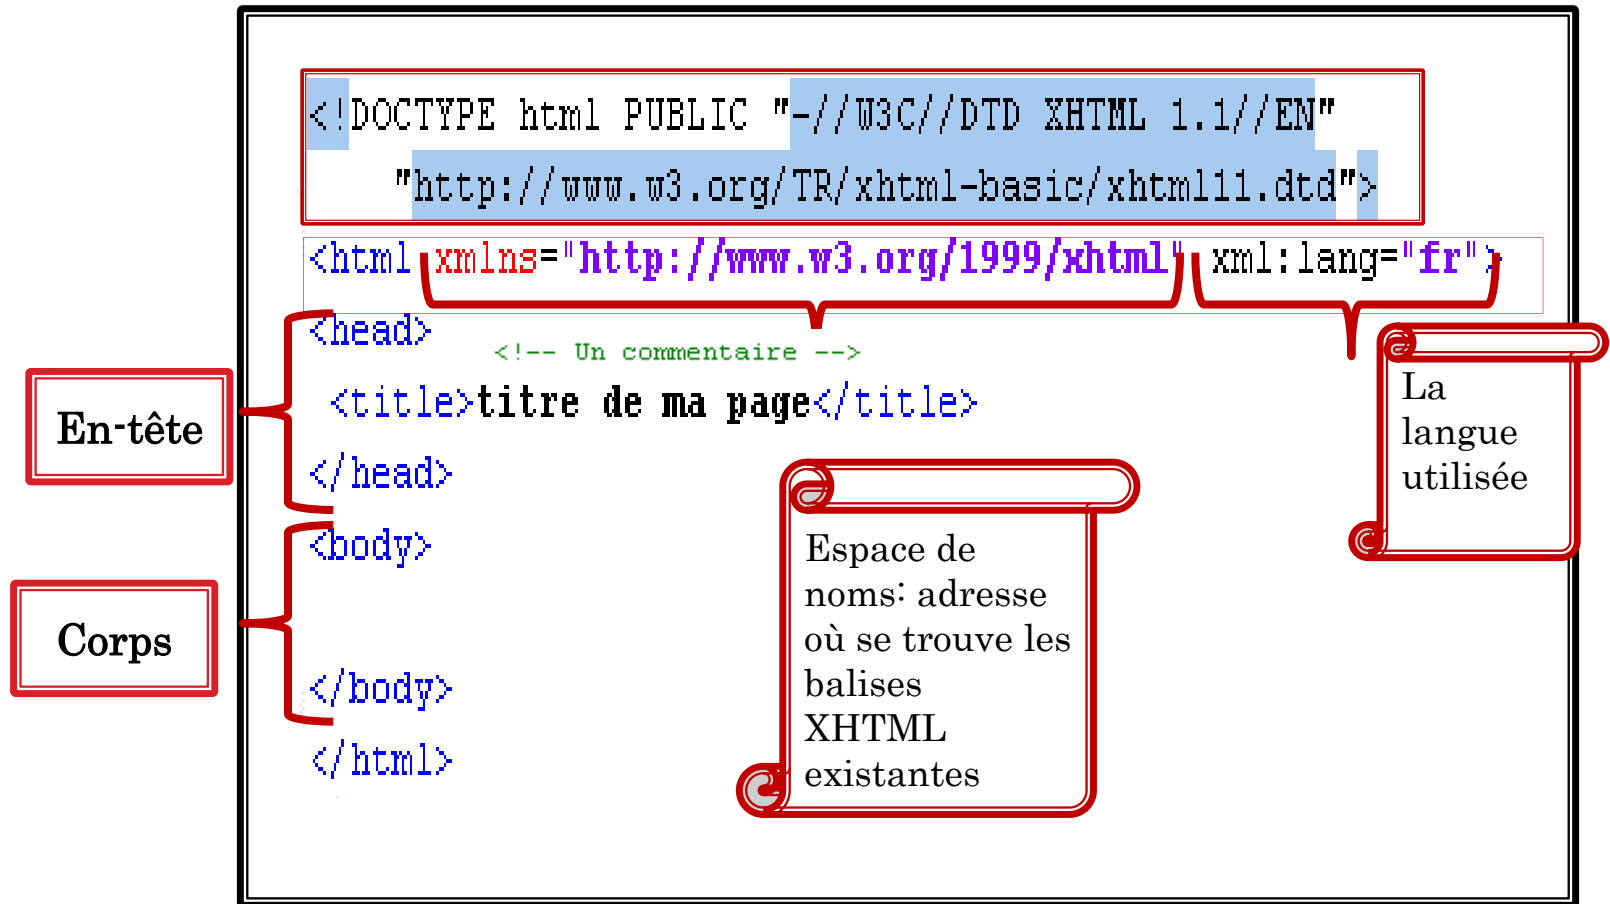 <!DOCTYPE html PUBLIC "-//W3C//DTD XHTML 1.1//EN"
"http://www.w3.org/TR/xhtml-basic/xhtml11.dtd">
<html xmlns="http://www.w3.org/1999/xhtml" xml:lang="fr">
<head>
<!-- Un commentaire -->
<title>titre de ma page</title>
</head>
<body>
</body>
</html>
En-tête
Corps
Espace de
noms: adresse
où se trouve les
balises
XHTML
existantes
La
langue
utilisée